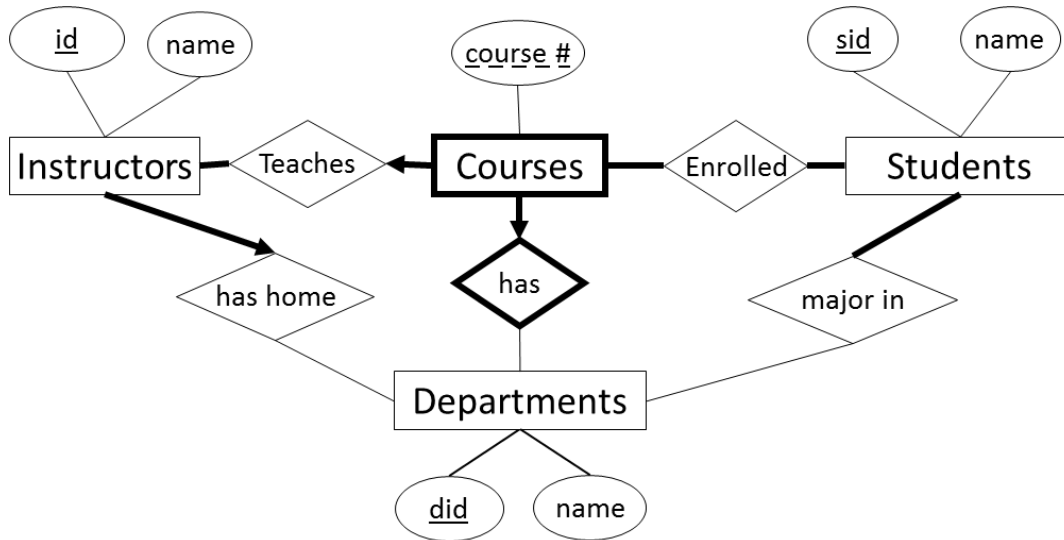 id
name
course #
sid
name
Instructors
Teaches
Courses
Enrolled
Students
has home
has
major in
Departments
did
name